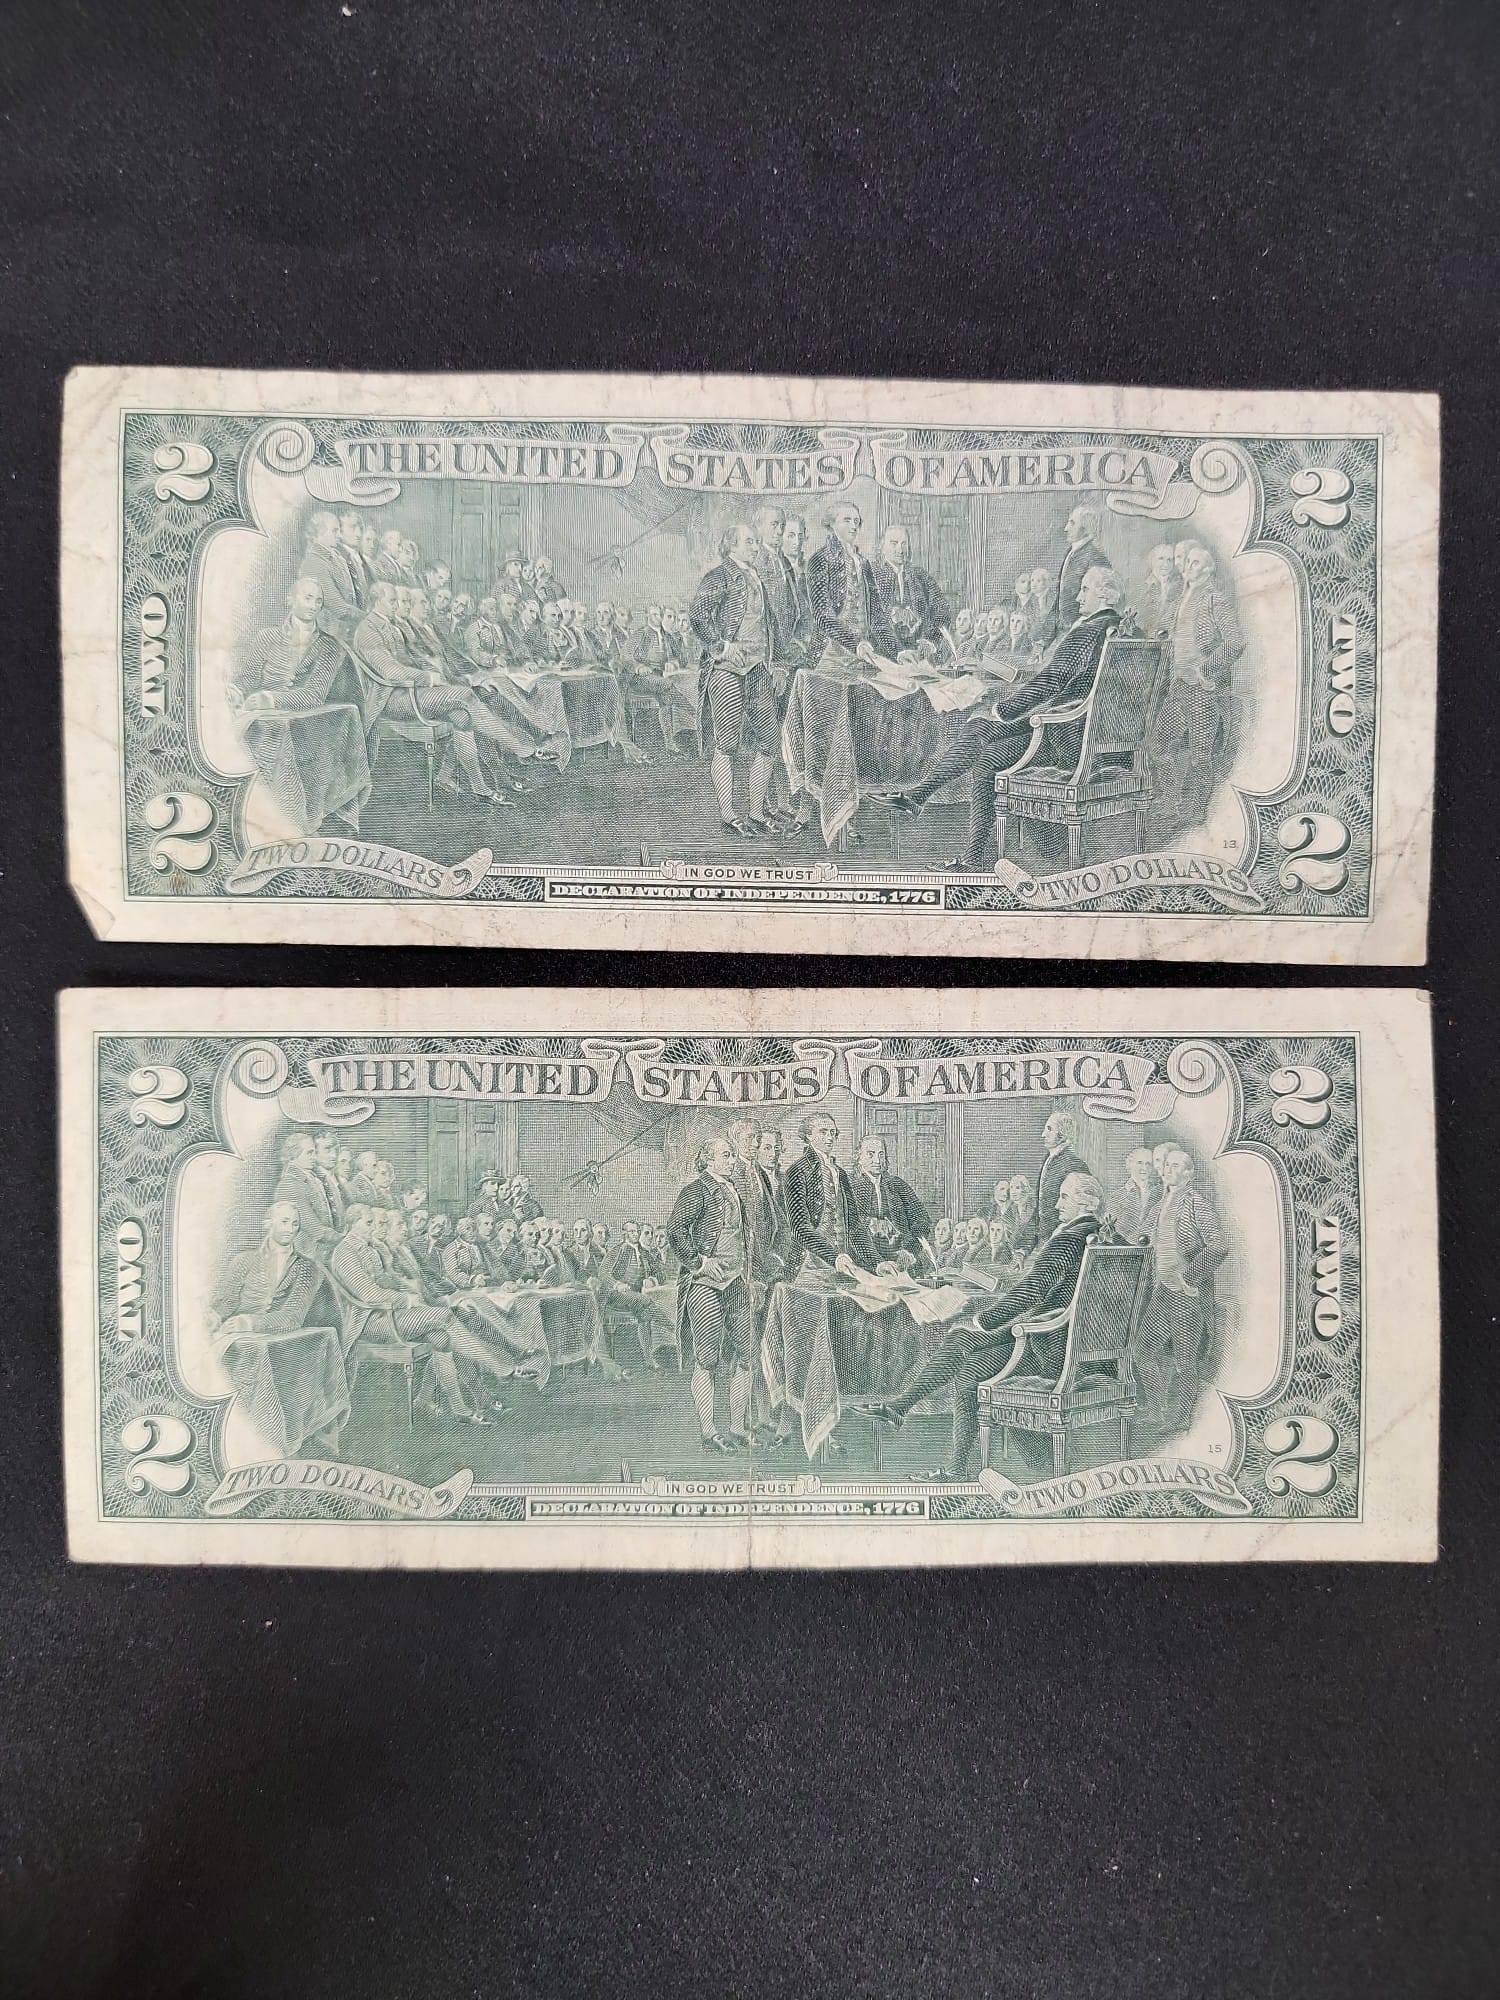 2 THE UNITED STATES OF AMERICA 2
TWO TWO
13
2 TWO DOLLARS IN GOD WE TRUST TWO DOLLARS 2
DECLARATION OF INDEPENDENCE, 1776
2 THE UNITED STATES OF AMERICA 2
TWO TWO
15
2 TWO DOLLARS IN GOD WE TRUST TWO DOLLARS 2
DECLARATION OF INDEPENDENCE, 1776